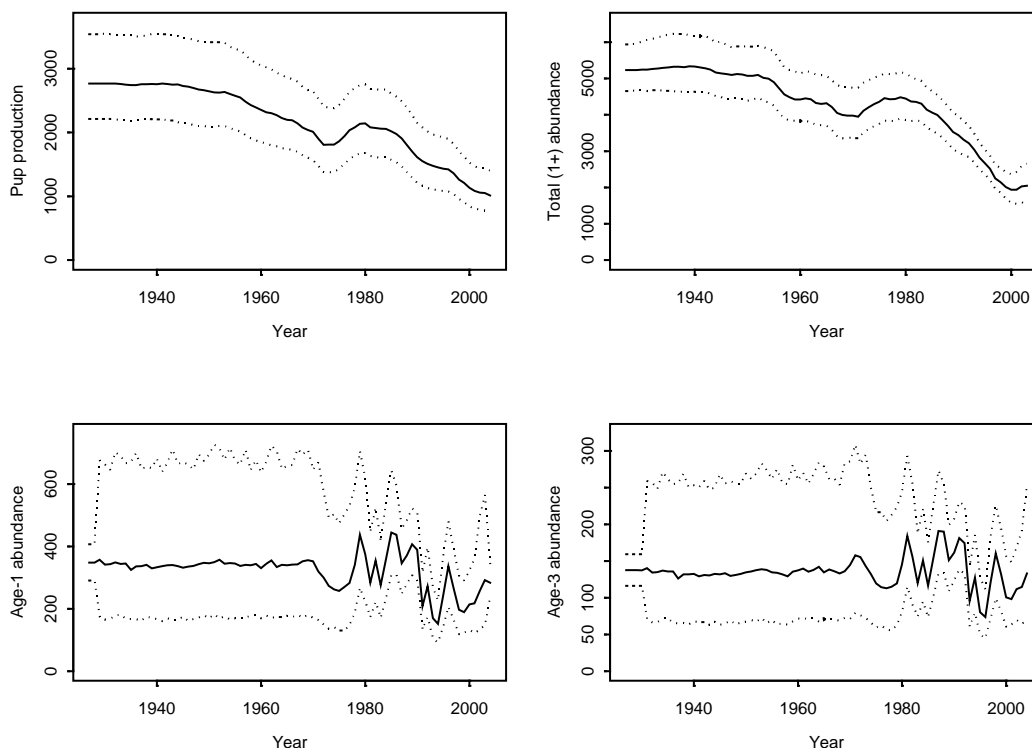 Pup production
0 1000 2000 3000
1940 1960 1980 2000
Year
Total (1+) abundance
0 1000 3000 5000
1940 1960 1980 2000
Year
Age-1 abundance
0 200 400 600
1940 1960 1980 2000
Year
Age-3 abundance
0 50 100 150 200 300
1940 1960 1980 2000
Year